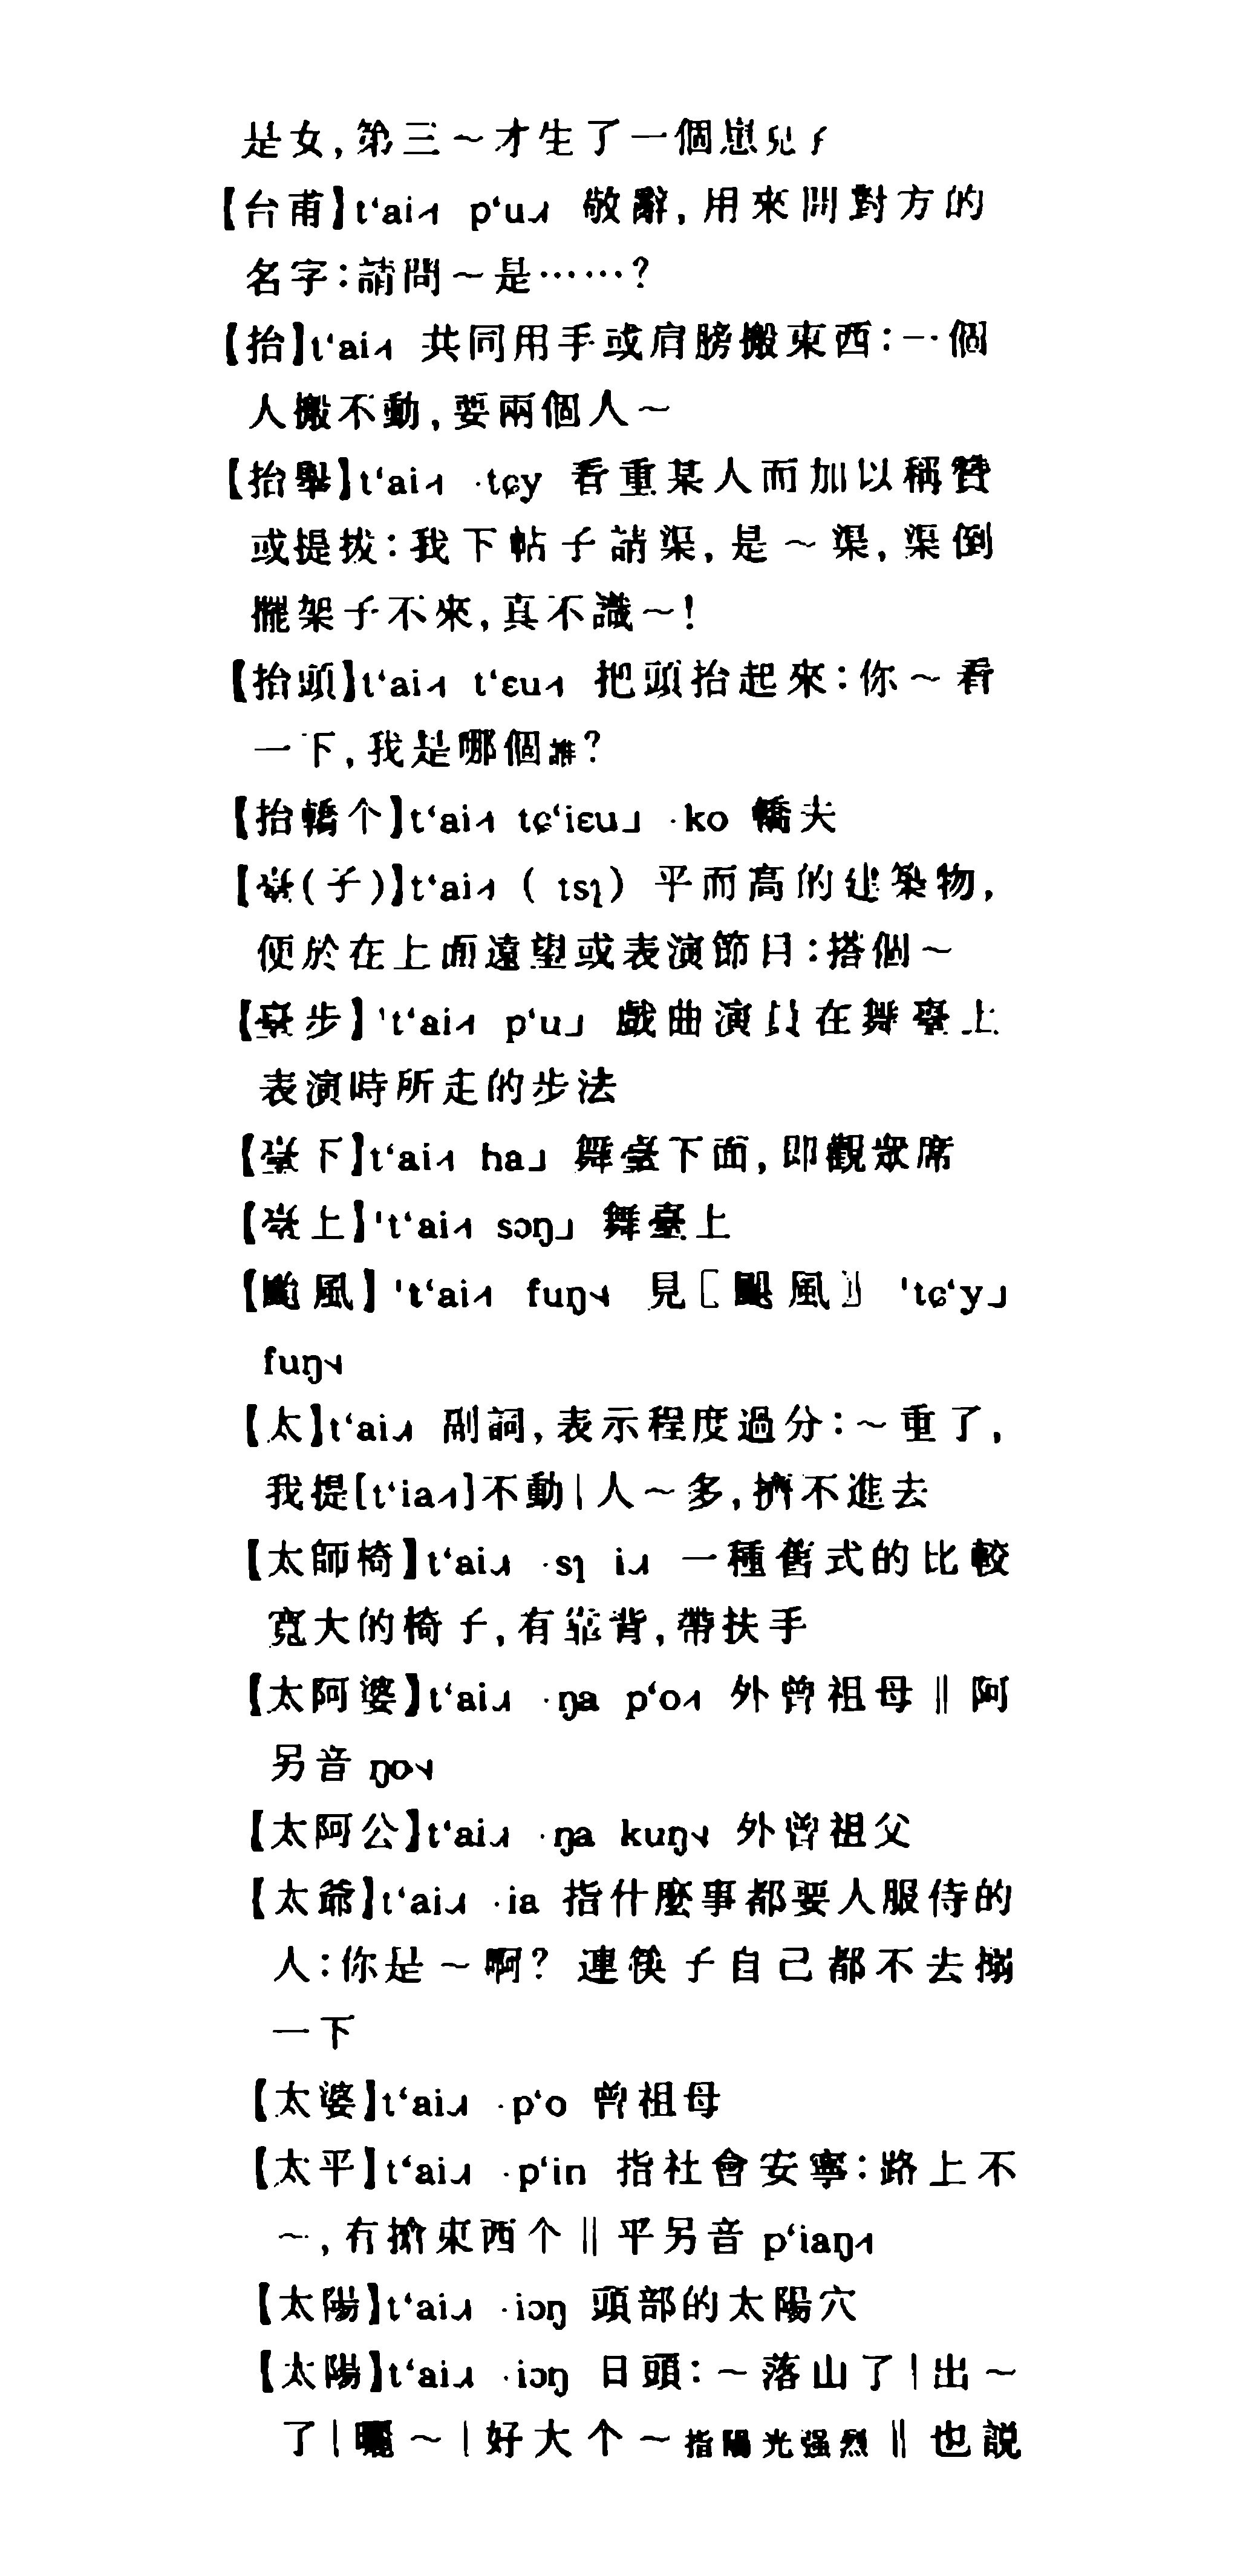 是女,第三～才生了一個崽兒子
【台甫】t‘ai˨˦ p‘u˨˩ 敬辭,用來問對方的
名字:請問～是……?
【抬】t‘ai˨˦ 共同用手或肩膀搬東西:一個
人搬不動,要兩個人～
【抬舉】t‘ai˨˦ ·tɕy 看重某人而加以稱贊
或提拔:我下帖子請渠,是～渠,渠倒
擺架子不來,真不識～!
【抬頭】t‘ai˨˦ t‘ɛu˨˦ 把頭抬起來:你～看
一下,我是哪個誰?
【抬轎个】t‘ai˨˦ tɕ‘iɛu˩ ·ko 轎夫
【臺(子)】t‘ai˨˦ ( tsɿ) 平而高的建築物,
便於在上面遠望或表演節目:搭個～
【臺步】't‘ai˨˦ p‘u˩ 戲曲演員在舞臺上
表演時所走的步法
【臺下】t‘ai˨˦ ha˩ 舞臺下面,即觀眾席
【臺上】't‘ai˨˦ sɔŋ˩ 舞臺上
【颱風】't‘ai˨˦ fuŋ˧˨ 見〖颶風〗'tɕ‘y˩
fuŋ˧˨
【太】t‘ai˨˩ 副詞,表示程度過分:～重了,
我提[t‘ia˨˦]不動|人～多,擠不進去
【太師椅】t‘ai˨˩ ·sɿ i˨˩ 一種舊式的比較
寬大的椅子,有靠背,帶扶手
【太阿婆】t‘ai˨˩ ·ŋa p‘o˨˦ 外曾祖母‖阿
另音 ŋo˧˨
【太阿公】t‘ai˨˩ ·ŋa kuŋ˧˨ 外曾祖父
【太爺】t‘ai˨˩ ·ia 指什麼事都要人服侍的
人:你是～啊? 連筷子自己都不去搦
一下
【太婆】t‘ai˨˩ ·p‘o 曾祖母
【太平】t‘ai˨˩ ·p‘in 指社會安寧:路上不
～,有搶東西个‖平另音 p‘iaŋ˨˦
【太陽】t‘ai˨˩ ·iɔŋ 頭部的太陽穴
【太陽】t‘ai˨˩ ·iɔŋ 日頭:～落山了|出～
了|曬～|好大个～指陽光强烈‖也説